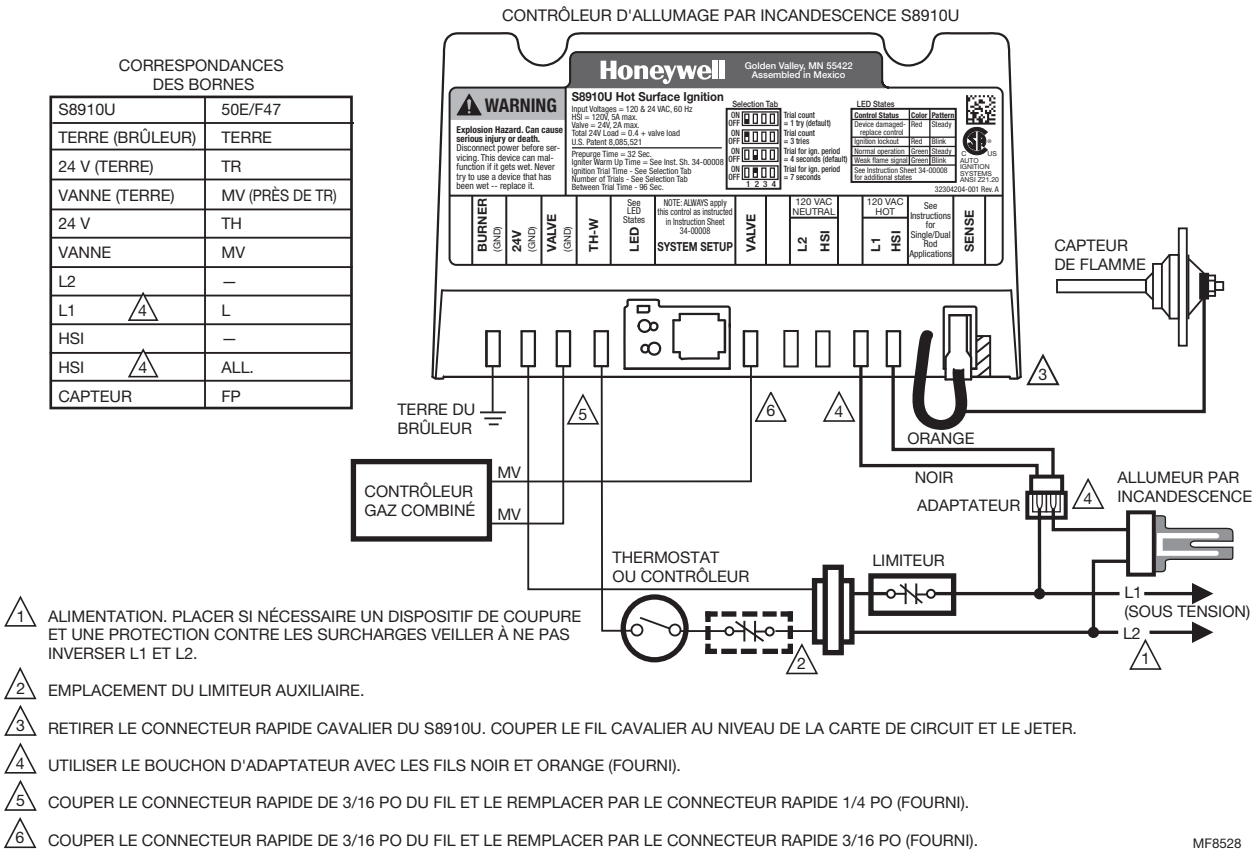 CONTRÔLEUR D'ALLUMAGE PAR INCANDESCENCE S8910U
CORRESPONDANCES
DES BORNES
S8910U 50E/F47
TERRE (BRÛLEUR) TERRE
24 V (TERRE) TR
VANNE (TERRE) MV (PRÈS DE TR)
24 V TH
VANNE MV
L2 –
L1 4 L
HSI –
HSI 4 ALL.
CAPTEUR FP
Honeywell
Golden Valley, MN 55422
Assembled in Mexico
WARNING
Explosion Hazard. Can cause
serious injury or death.
Disconnect power before ser-
vicing. This device can mal-
function if it gets wet. Never
try to use a device that has
been wet -- replace it.
S8910U Hot Surface Ignition
Input Voltages = 120 & 24 VAC, 60 Hz
HSI = 120V, 5A max.
Valve = 24V, 2A max.
Total 24V Load = 0.4 + valve load
U.S. Patent 8,085,521
Prepurge Time = 32 Sec.
Igniter Warm Up Time = See Inst. Sh. 34-00008
Ignition Trial Time - See Selection Tab
Number of Trials - See Selection Tab
Between Trial Time - 96 Sec.
Selection Tab
ON
OFF
Trial count
= 1 try (default)
ON
OFF
Trial count
= 3 tries
ON
OFF
Trial for ign. period
= 4 seconds (default)
ON
OFF
Trial for ign. period
= 7 seconds
1 2 3 4
LED States
Control Status Color Pattern
Device damaged-
replace control Red Steady
Ignition lockout Red Blink
Normal operation Green Steady
Weak flame signal Green Blink
See Instruction Sheet 34-00008
for additional states
C US
AUTO
IGNITION
SYSTEMS
ANSI Z21.20
32304204-001 Rev. A
BURNER
(GND)
24V
(GND)
VALVE
(GND)
TH-W
See
LED
States
LED
NOTE: ALWAYS apply
this control as instructed
in Instruction Sheet
34-00008
SYSTEM SETUP
VALVE
120 VAC
NEUTRAL
L2
HSI
120 VAC
HOT
L1
HSI
See
Instructions
for
Single/Dual
Rod
Applications
SENSE
CAPTEUR
DE FLAMME
3
TERRE DU
BRÛLEUR
5
6
4
ORANGE
NOIR
CONTRÔLEUR
GAZ COMBINÉ
MV
MV
ADAPTATEUR
4
ALLUMEUR PAR
INCANDESCENCE
THERMOSTAT
OU CONTRÔLEUR
LIMITEUR
L1
(SOUS TENSION)
L2
2
1
1 ALIMENTATION. PLACER SI NÉCESSAIRE UN DISPOSITIF DE COUPURE
ET UNE PROTECTION CONTRE LES SURCHARGES VEILLER À NE PAS
INVERSER L1 ET L2.
2 EMPLACEMENT DU LIMITEUR AUXILIAIRE.
3 RETIRER LE CONNECTEUR RAPIDE CAVALIER DU S8910U. COUPER LE FIL CAVALIER AU NIVEAU DE LA CARTE DE CIRCUIT ET LE JETER.
4 UTILISER LE BOUCHON D'ADAPTATEUR AVEC LES FILS NOIR ET ORANGE (FOURNI).
5 COUPER LE CONNECTEUR RAPIDE DE 3/16 PO DU FIL ET LE REMPLACER PAR LE CONNECTEUR RAPIDE 1/4 PO (FOURNI).
6 COUPER LE CONNECTEUR RAPIDE DE 3/16 PO DU FIL ET LE REMPLACER PAR LE CONNECTEUR RAPIDE 3/16 PO (FOURNI).
MF8528